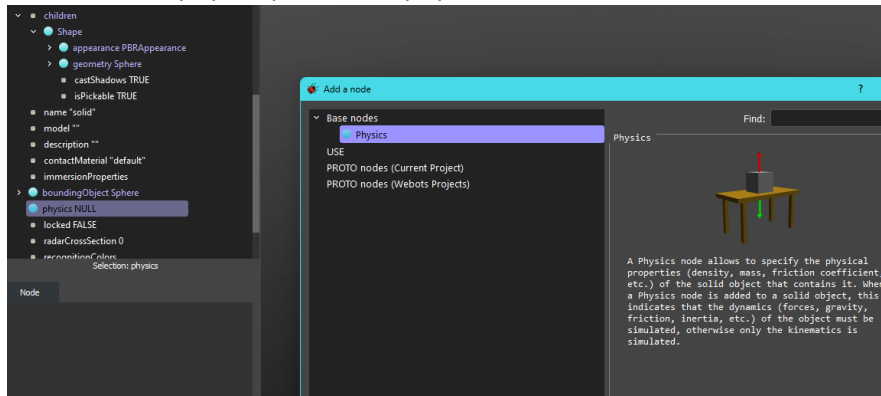 children
Shape
appearance PBRAppearance
geometry Sphere
castShadows TRUE
isPickable TRUE
name "solid"
model ""
description ""
contactMaterial "default"
immersionProperties
boundingObject Sphere
physics NULL
locked FALSE
radarCrossSection 0
recognitionColors
Selection: physics
Node
Add a node
?
Base nodes
Physics
USE
PROTO nodes (Current Project)
PROTO nodes (Webots Projects)
Find:
Physics
A Physics node allows to specify the physical
properties (density, mass, friction coefficient,
etc.) of the solid object that contains it. When
a Physics node is added to a solid object, this
indicates that the dynamics (forces, gravity,
friction, inertia, etc.) of the object must be
simulated, otherwise only the kinematics is
simulated.